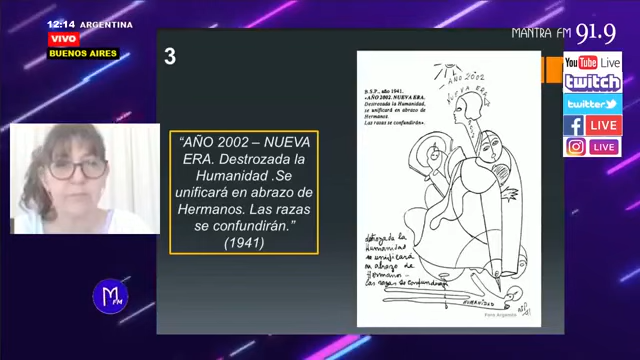 12:14 ARGENTINA
VIVO
BUENOS AIRES
MANTRA FM 91.9
YouTube Live
twitch
twitter
LIVE
LIVE
3
"AÑO 2002 – NUEVA
ERA. Destrozada la
Humanidad .Se
unificará en abrazo de
Hermanos. Las razas
se confundirán."
(1941)
B.S.P., año 1941.
«AÑO 2002. NUEVA ERA.
Destrozada la Humanidad,
se unificará en abrazo de
Hermanos.
Las razas se confundirán».
AÑO 2002
NUEVA ERA
destrozada la
Humanidad
se unificará
en abrazo de
Hermanos -
Las razas se confundirán
HUMANIDAD
M FM